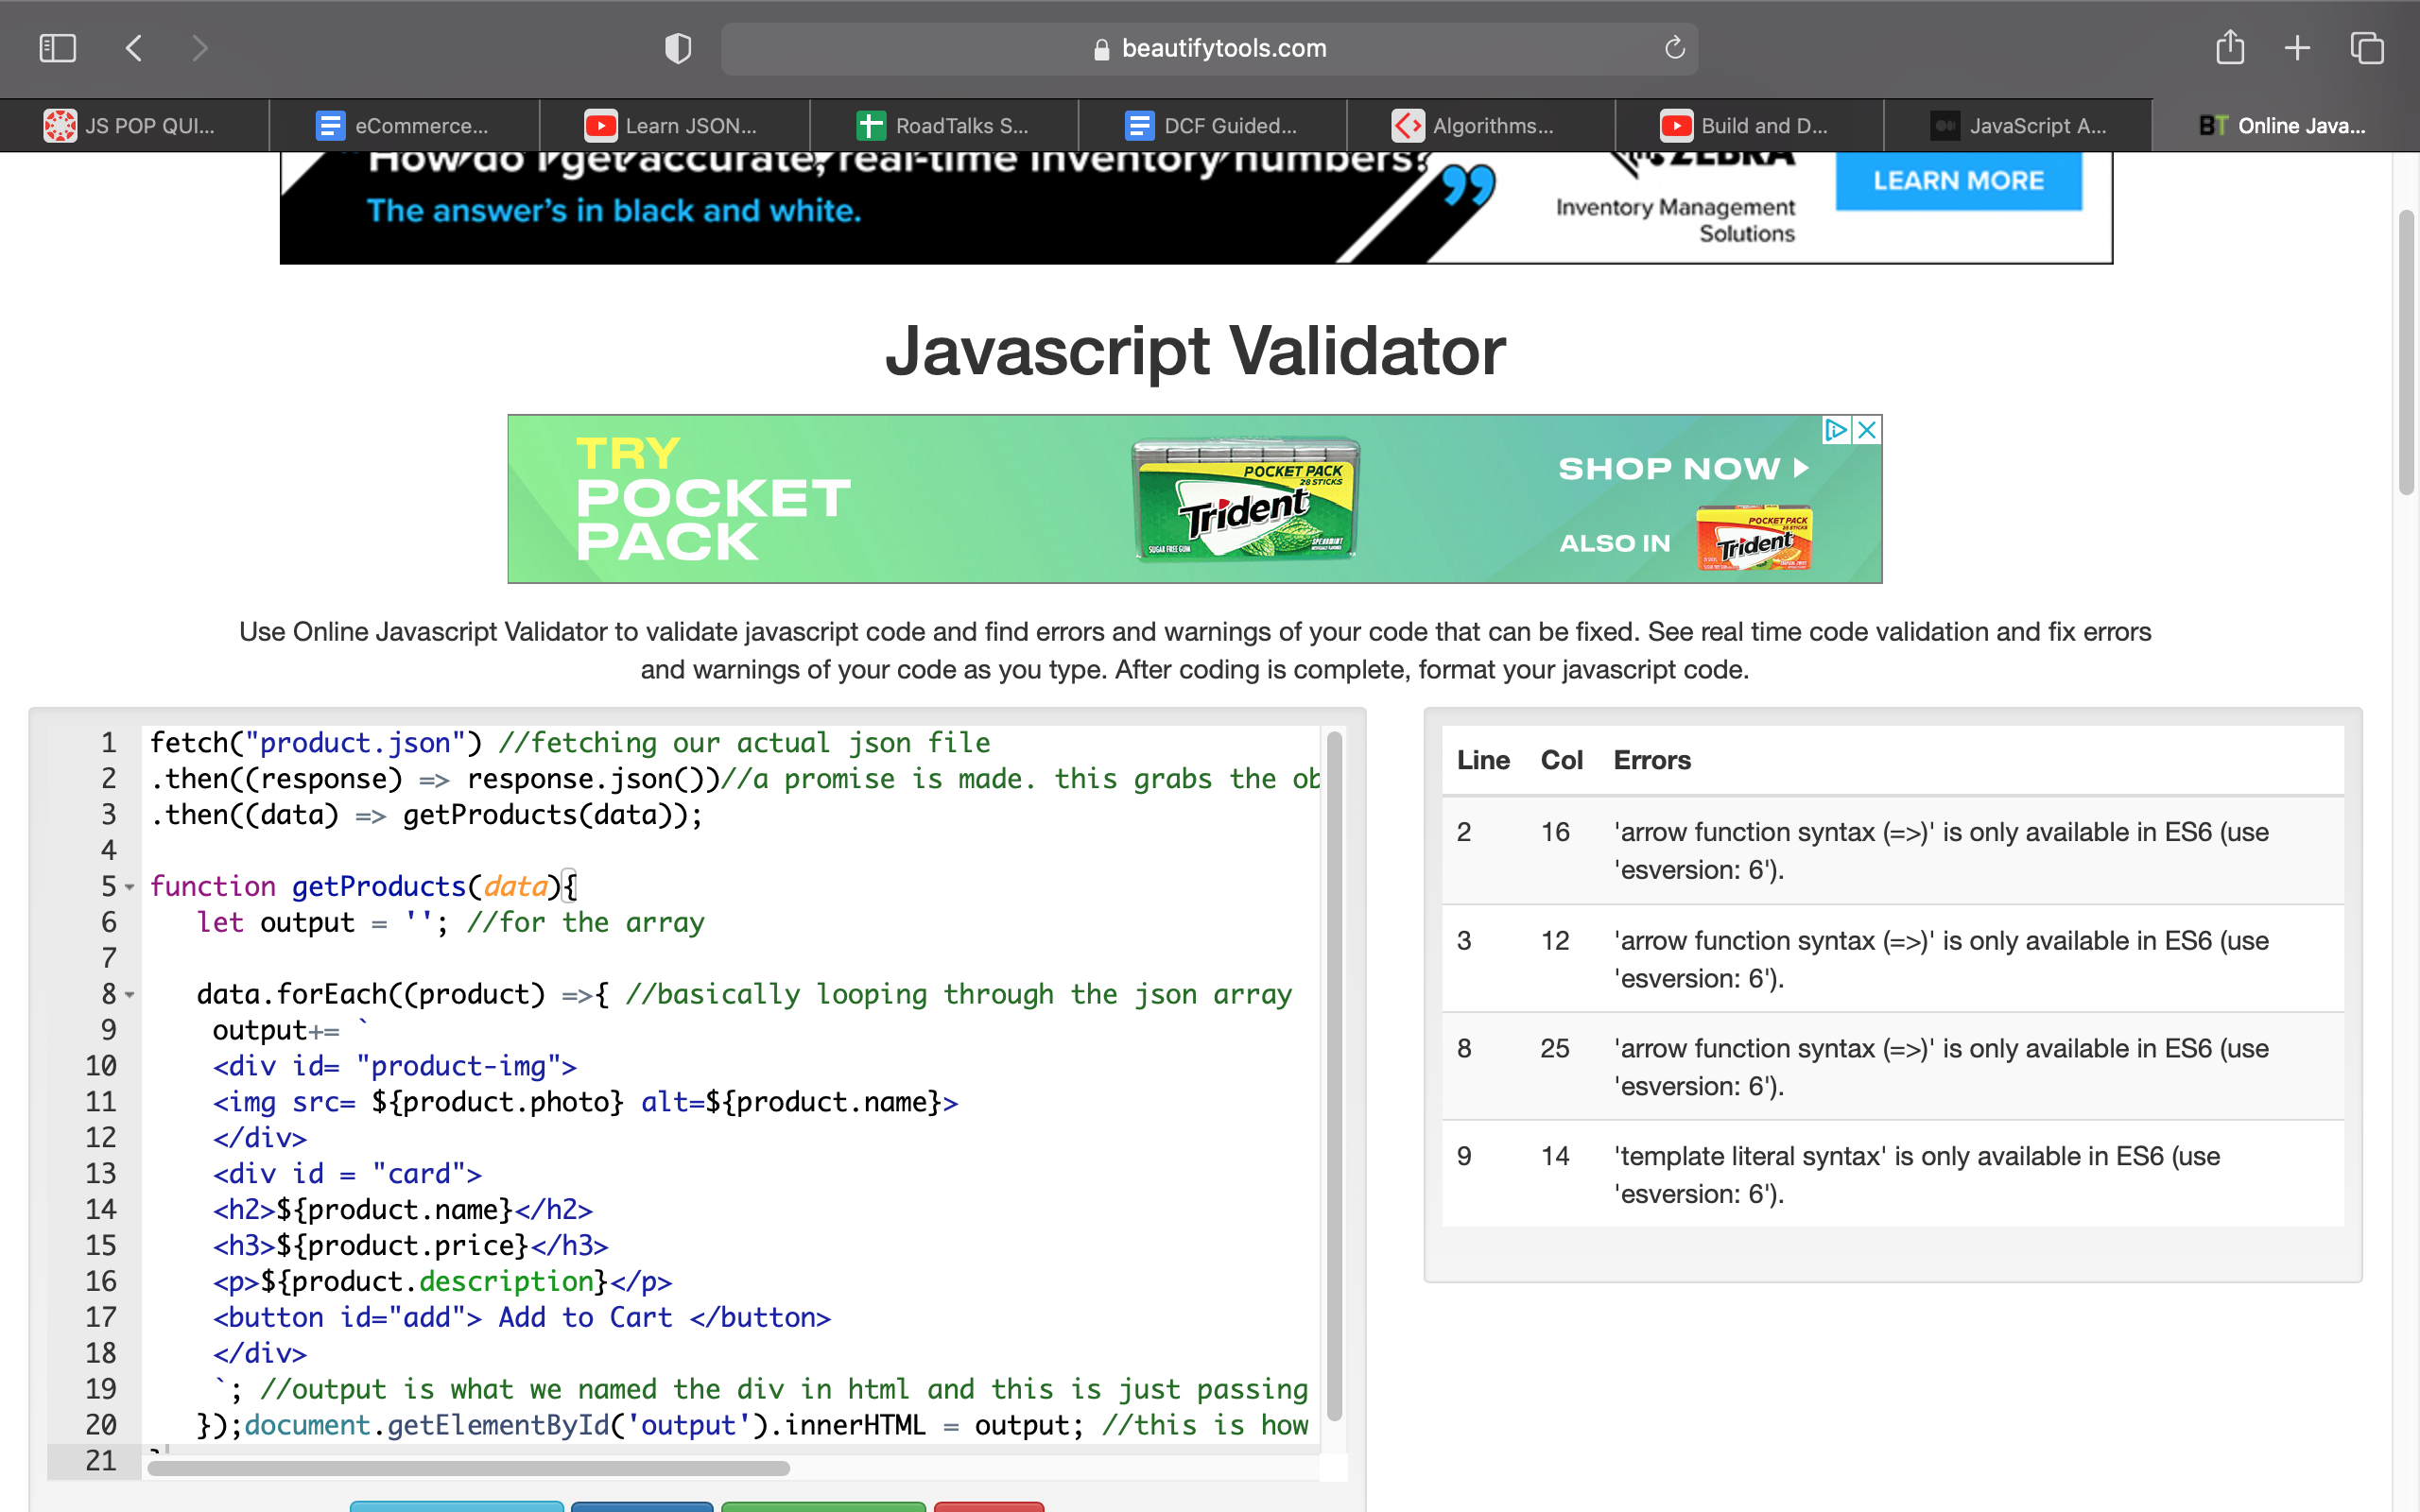 beautifytools.com
JS POP QUI...
eCommerce...
Learn JSON...
RoadTalks S...
DCF Guided...
Algorithms...
Build and D...
JavaScript A...
BT Online Java...
How do I get accurate, real-time inventory numbers?
The answer's in black and white.
ZEBRA
Inventory Management
Solutions
LEARN MORE
Javascript Validator
TRY
POCKET
PACK
POCKET PACK
28 STICKS
Trident
SUGAR FREE GUM
SPEARMINT
SHOP NOW
ALSO IN
POCKET PACK
28 STICKS
Trident
Use Online Javascript Validator to validate javascript code and find errors and warnings of your code that can be fixed. See real time code validation and fix errors
and warnings of your code as you type. After coding is complete, format your javascript code.
1 fetch("product.json") //fetching our actual json file
2 .then((response) => response.json())//a promise is made. this grabs the ob
3 .then((data) => getProducts(data));
4
5 function getProducts(data){
6 let output = ''; //for the array
7
8 data.forEach((product) =>{ //basically looping through the json array
9 output+= `
10 <div id= "product-img">
11 <img src= ${product.photo} alt=${product.name}>
12 </div>
13 <div id = "card">
14 <h2>${product.name}</h2>
15 <h3>${product.price}</h3>
16 <p>${product.description}</p>
17 <button id="add"> Add to Cart </button>
18 </div>
19 `; //output is what we named the div in html and this is just passing
20 });document.getElementById('output').innerHTML = output; //this is how
21 }
Line Col Errors
2 16 'arrow function syntax (=>)' is only available in ES6 (use
'esversion: 6').
3 12 'arrow function syntax (=>)' is only available in ES6 (use
'esversion: 6').
8 25 'arrow function syntax (=>)' is only available in ES6 (use
'esversion: 6').
9 14 'template literal syntax' is only available in ES6 (use
'esversion: 6').